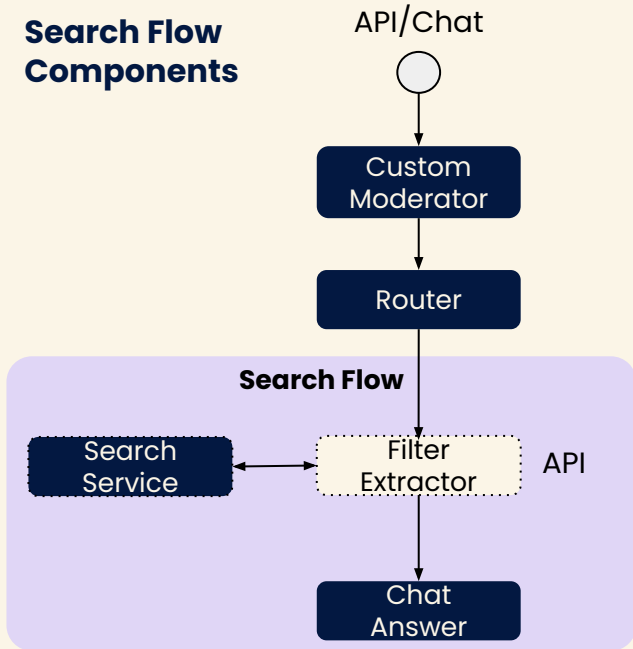 Search Flow
Components
API/Chat
Custom
Moderator
Router
Search Flow
Search
Service
Filter
Extractor
API
Chat
Answer